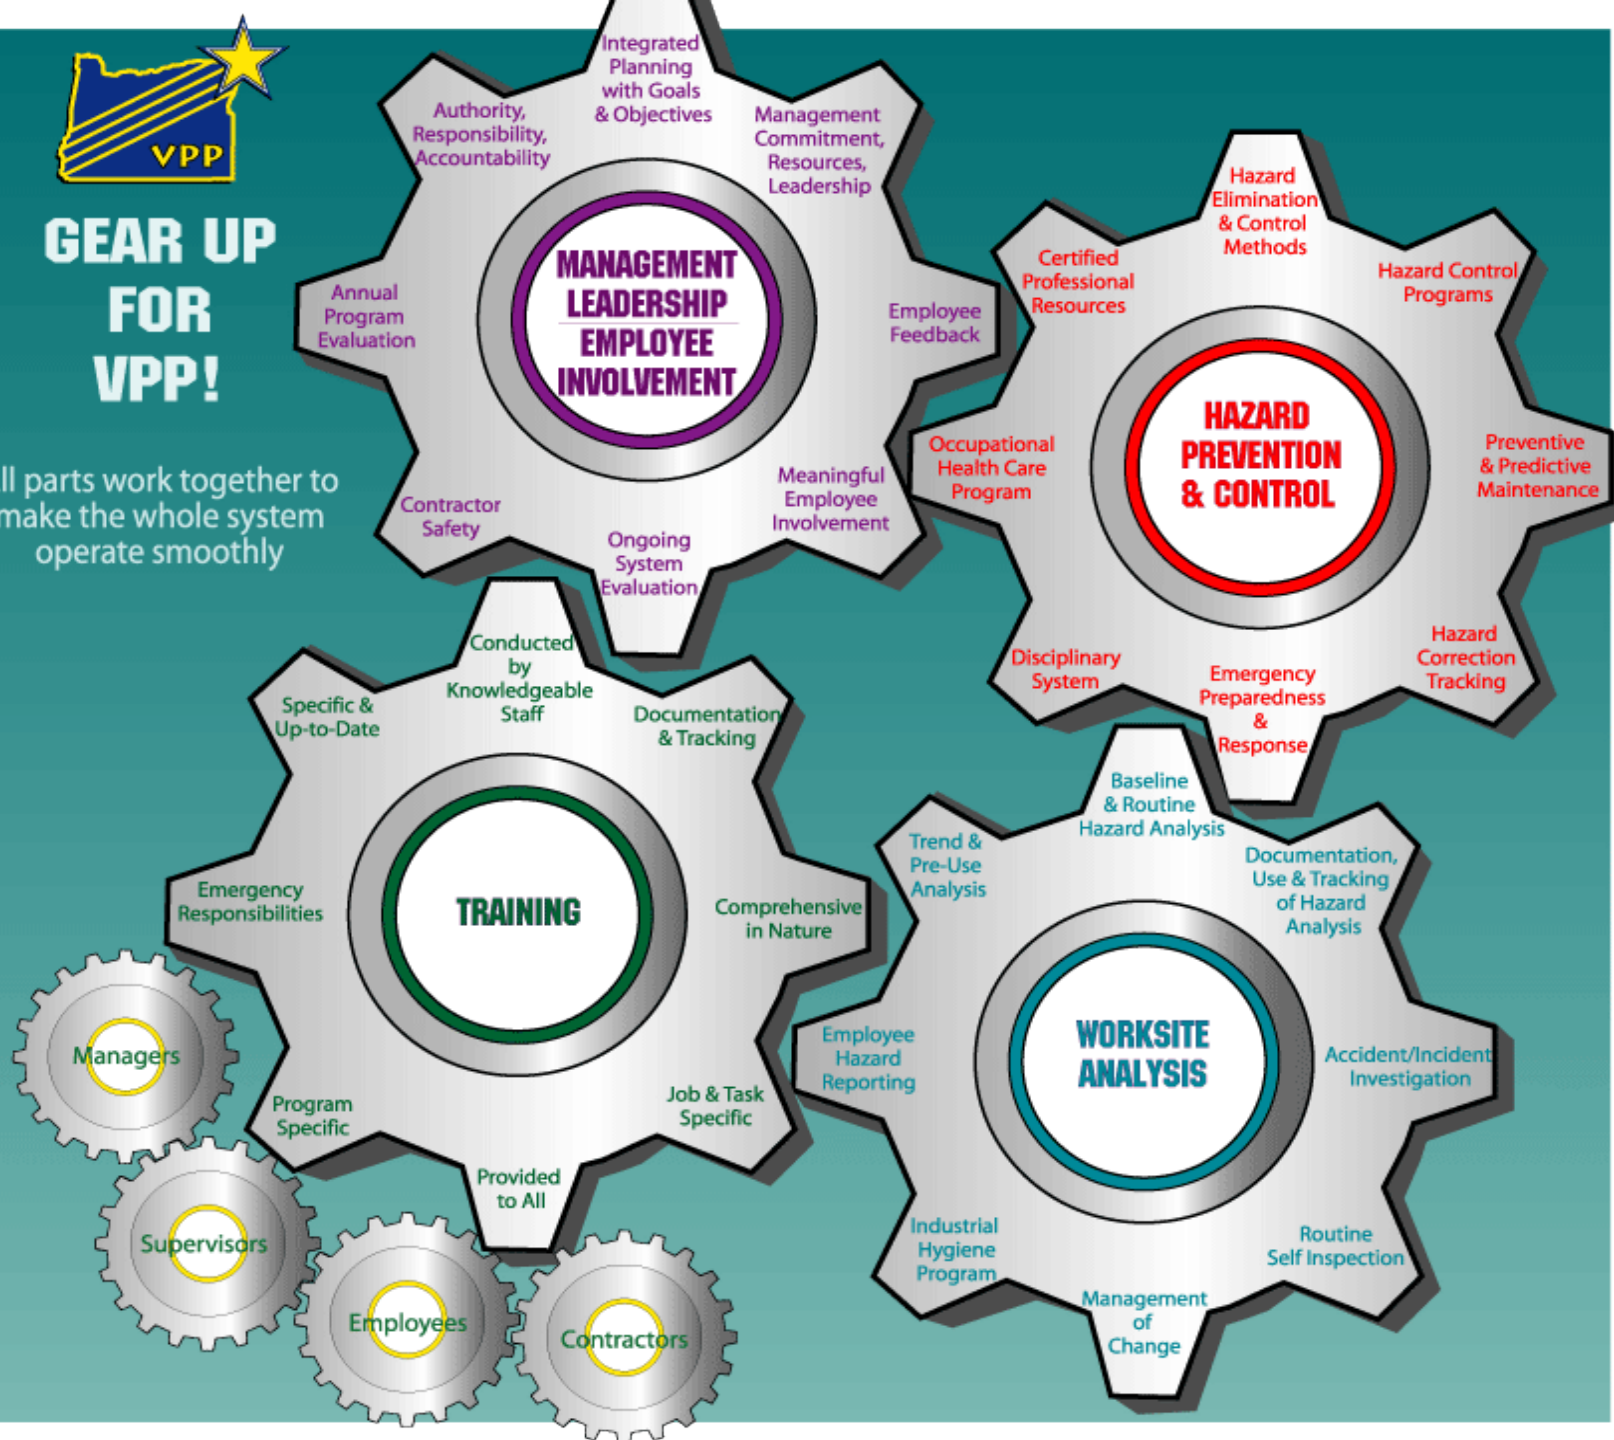 VPP
GEAR UP
FOR
VPP!
ll parts work together to
make the whole system
operate smoothly
Integrated
Planning
with Goals
& Objectives
Authority,
Responsibility,
Accountability
Management
Commitment,
Resources,
Leadership
Annual
Program
Evaluation
MANAGEMENT
LEADERSHIP
EMPLOYEE
INVOLVEMENT
Employee
Feedback
Contractor
Safety
Ongoing
System
Evaluation
Meaningful
Employee
Involvement
Hazard
Elimination
& Control
Methods
Certified
Professional
Resources
Hazard Control
Programs
Occupational
Health Care
Program
HAZARD
PREVENTION
& CONTROL
Preventive
& Predictive
Maintenance
Disciplinary
System
Emergency
Preparedness
&
Response
Hazard
Correction
Tracking
Conducted
by
Knowledgeable
Staff
Specific &
Up-to-Date
Documentation
& Tracking
Emergency
Responsibilities
TRAINING
Comprehensive
in Nature
Program
Specific
Provided
to All
Job & Task
Specific
Baseline
& Routine
Hazard Analysis
Trend &
Pre-Use
Analysis
Documentation,
Use & Tracking
of Hazard
Analysis
Employee
Hazard
Reporting
WORKSITE
ANALYSIS
Accident/Incident
Investigation
Industrial
Hygiene
Program
Management
of
Change
Routine
Self Inspection
Managers
Supervisors
Employees
Contractors